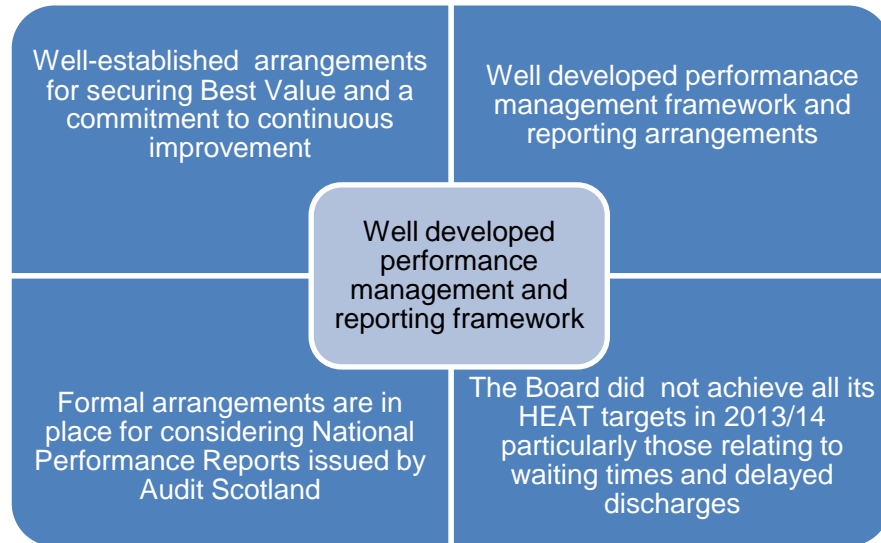 Well-established  arrangements
for securing Best Value and a
commitment to continuous
improvement
Well developed performanace
management framework and
reporting arrangements
Well developed
performance
management and
reporting framework
Formal arrangements are in
place for considering National
Performance Reports issued by
Audit Scotland
The Board did  not achieve all its
HEAT targets in 2013/14
particularly those relating to
waiting times and delayed
discharges